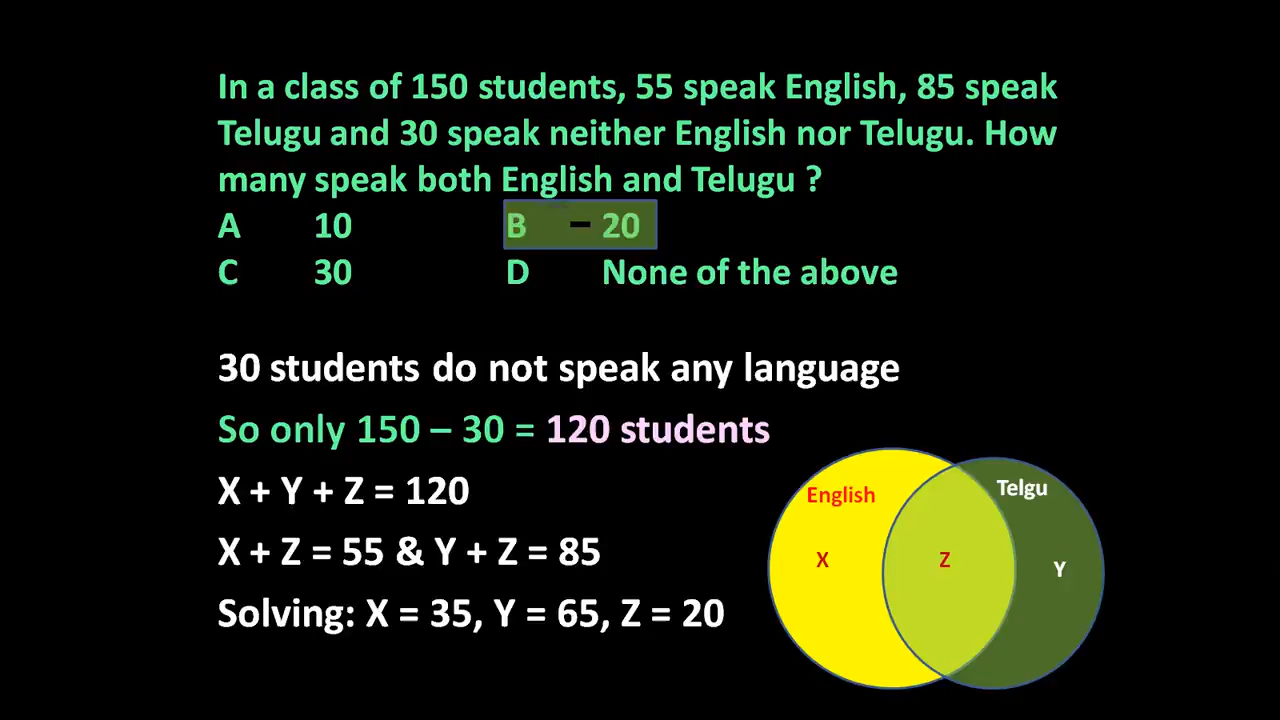 In a class of 150 students, 55 speak English, 85 speak
Telugu and 30 speak neither English nor Telugu. How
many speak both English and Telugu ?
A 10 B – 20
C 30 D None of the above
30 students do not speak any language
So only 150 – 30 = 120 students
X + Y + Z = 120
X + Z = 55 & Y + Z = 85
Solving: X = 35, Y = 65, Z = 20
English
Telgu
X
Z
Y